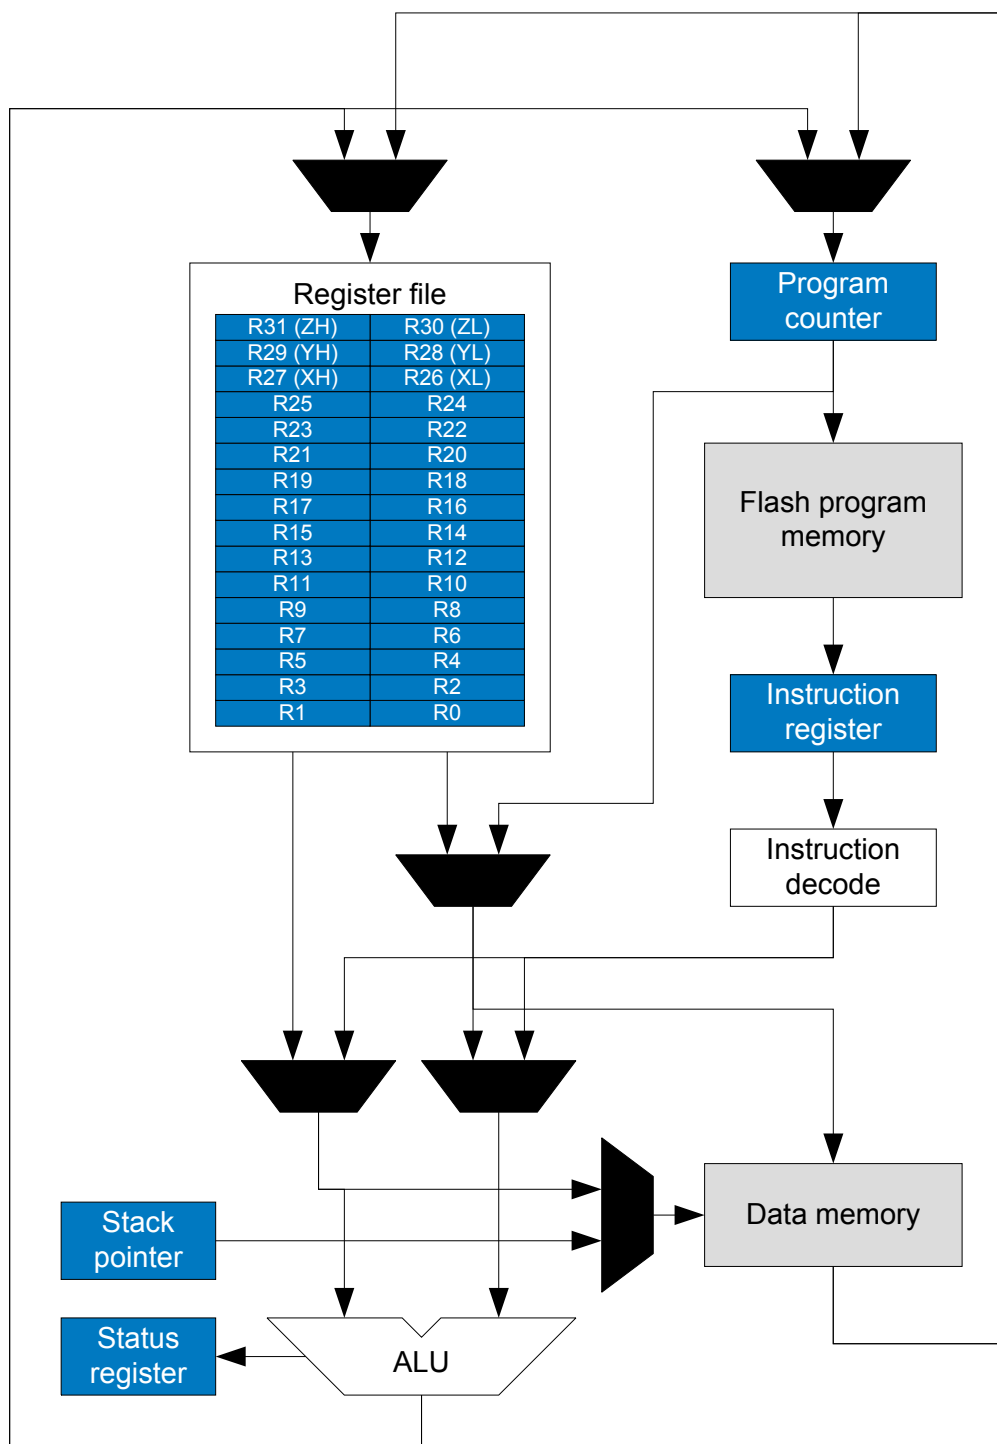 Program
counter
Register file
R31 (ZH) R30 (ZL)
R29 (YH) R28 (YL)
R27 (XH) R26 (XL)
R25 R24
R23 R22
R21 R20
R19 R18
R17 R16
R15 R14
R13 R12
R11 R10
R9 R8
R7 R6
R5 R4
R3 R2
R1 R0
Flash program
memory
Instruction
register
Instruction
decode
Stack
pointer
Data memory
Status
register
ALU